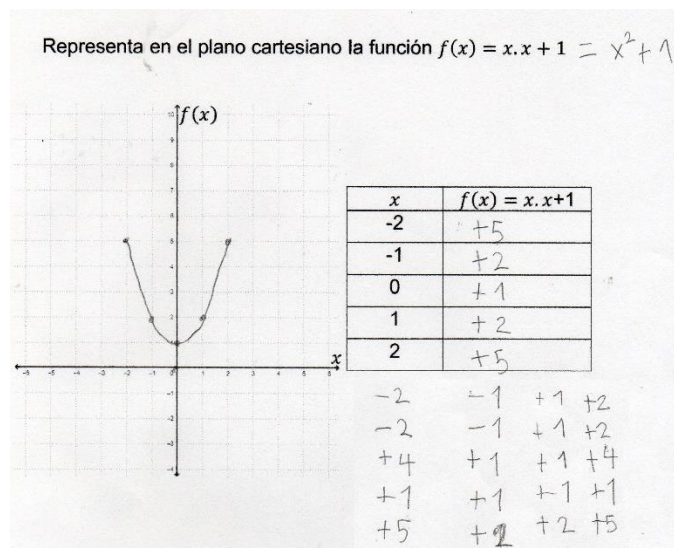 Representa en el plano cartesiano la función f(x) = x.x + 1 = x² + 1
f(x)
x
x f(x) = x.x+1
-2 +5
-1 +2
0 +1
1 +2
2 +5
-2 -1 +1 +2
-2 -1 +1 +2
+4 +1 +1 +4
+1 +1 +1 +1
+5 +2 +2 +5